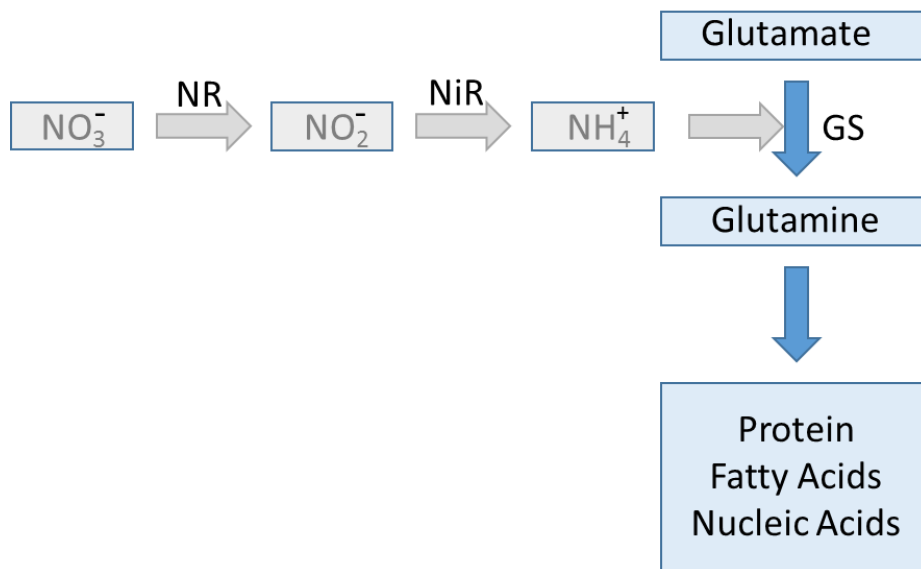 Glutamate
NR
NiR
NO₃⁻
NO₂⁻
NH₄⁺
GS
Glutamine
Protein
Fatty Acids
Nucleic Acids